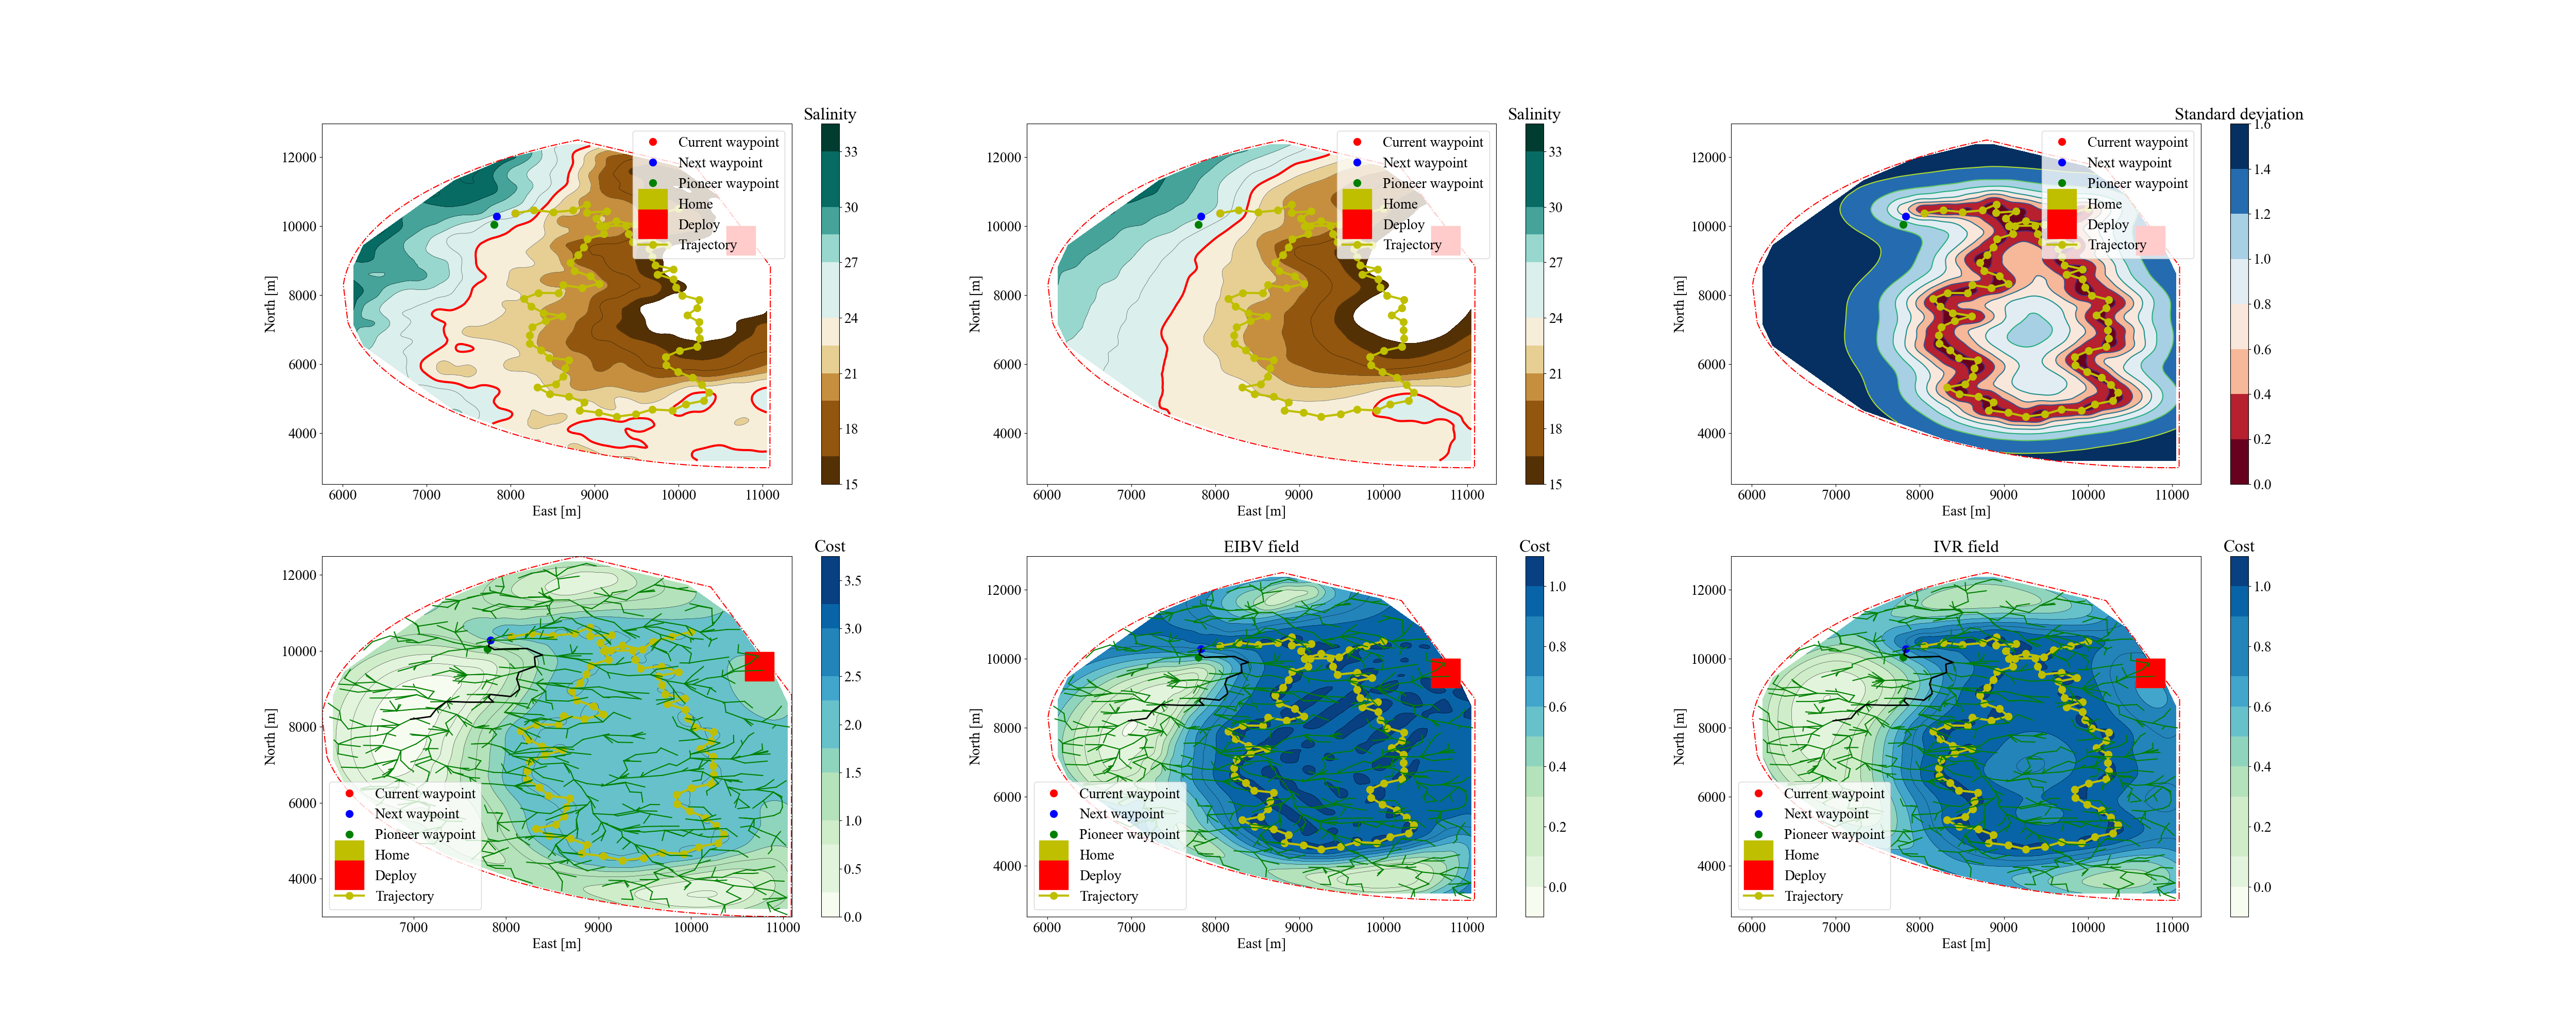 Salinity
Current waypoint
Next waypoint
Pioneer waypoint
Home
Deploy
Trajectory
12000
10000
8000
6000
4000
North [m]
6000 7000 8000 9000 10000 11000
East [m]
33
30
27
24
21
18
15
Salinity
Current waypoint
Next waypoint
Pioneer waypoint
Home
Deploy
Trajectory
12000
10000
8000
6000
4000
North [m]
6000 7000 8000 9000 10000 11000
East [m]
33
30
27
24
21
18
15
Standard deviation
Current waypoint
Next waypoint
Pioneer waypoint
Home
Deploy
Trajectory
12000
10000
8000
6000
4000
North [m]
6000 7000 8000 9000 10000 11000
East [m]
1.6
1.4
1.2
1.0
0.8
0.6
0.4
0.2
0.0
Cost
12000
10000
8000
6000
4000
North [m]
Current waypoint
Next waypoint
Pioneer waypoint
Home
Deploy
Trajectory
7000 8000 9000 10000 11000
East [m]
3.5
3.0
2.5
2.0
1.5
1.0
0.5
0.0
EIBV field
Cost
12000
10000
8000
6000
4000
North [m]
Current waypoint
Next waypoint
Pioneer waypoint
Home
Deploy
Trajectory
6000 7000 8000 9000 10000 11000
East [m]
1.0
0.8
0.6
0.4
0.2
0.0
IVR field
Cost
12000
10000
8000
6000
4000
North [m]
Current waypoint
Next waypoint
Pioneer waypoint
Home
Deploy
Trajectory
6000 7000 8000 9000 10000 11000
East [m]
1.0
0.8
0.6
0.4
0.2
0.0